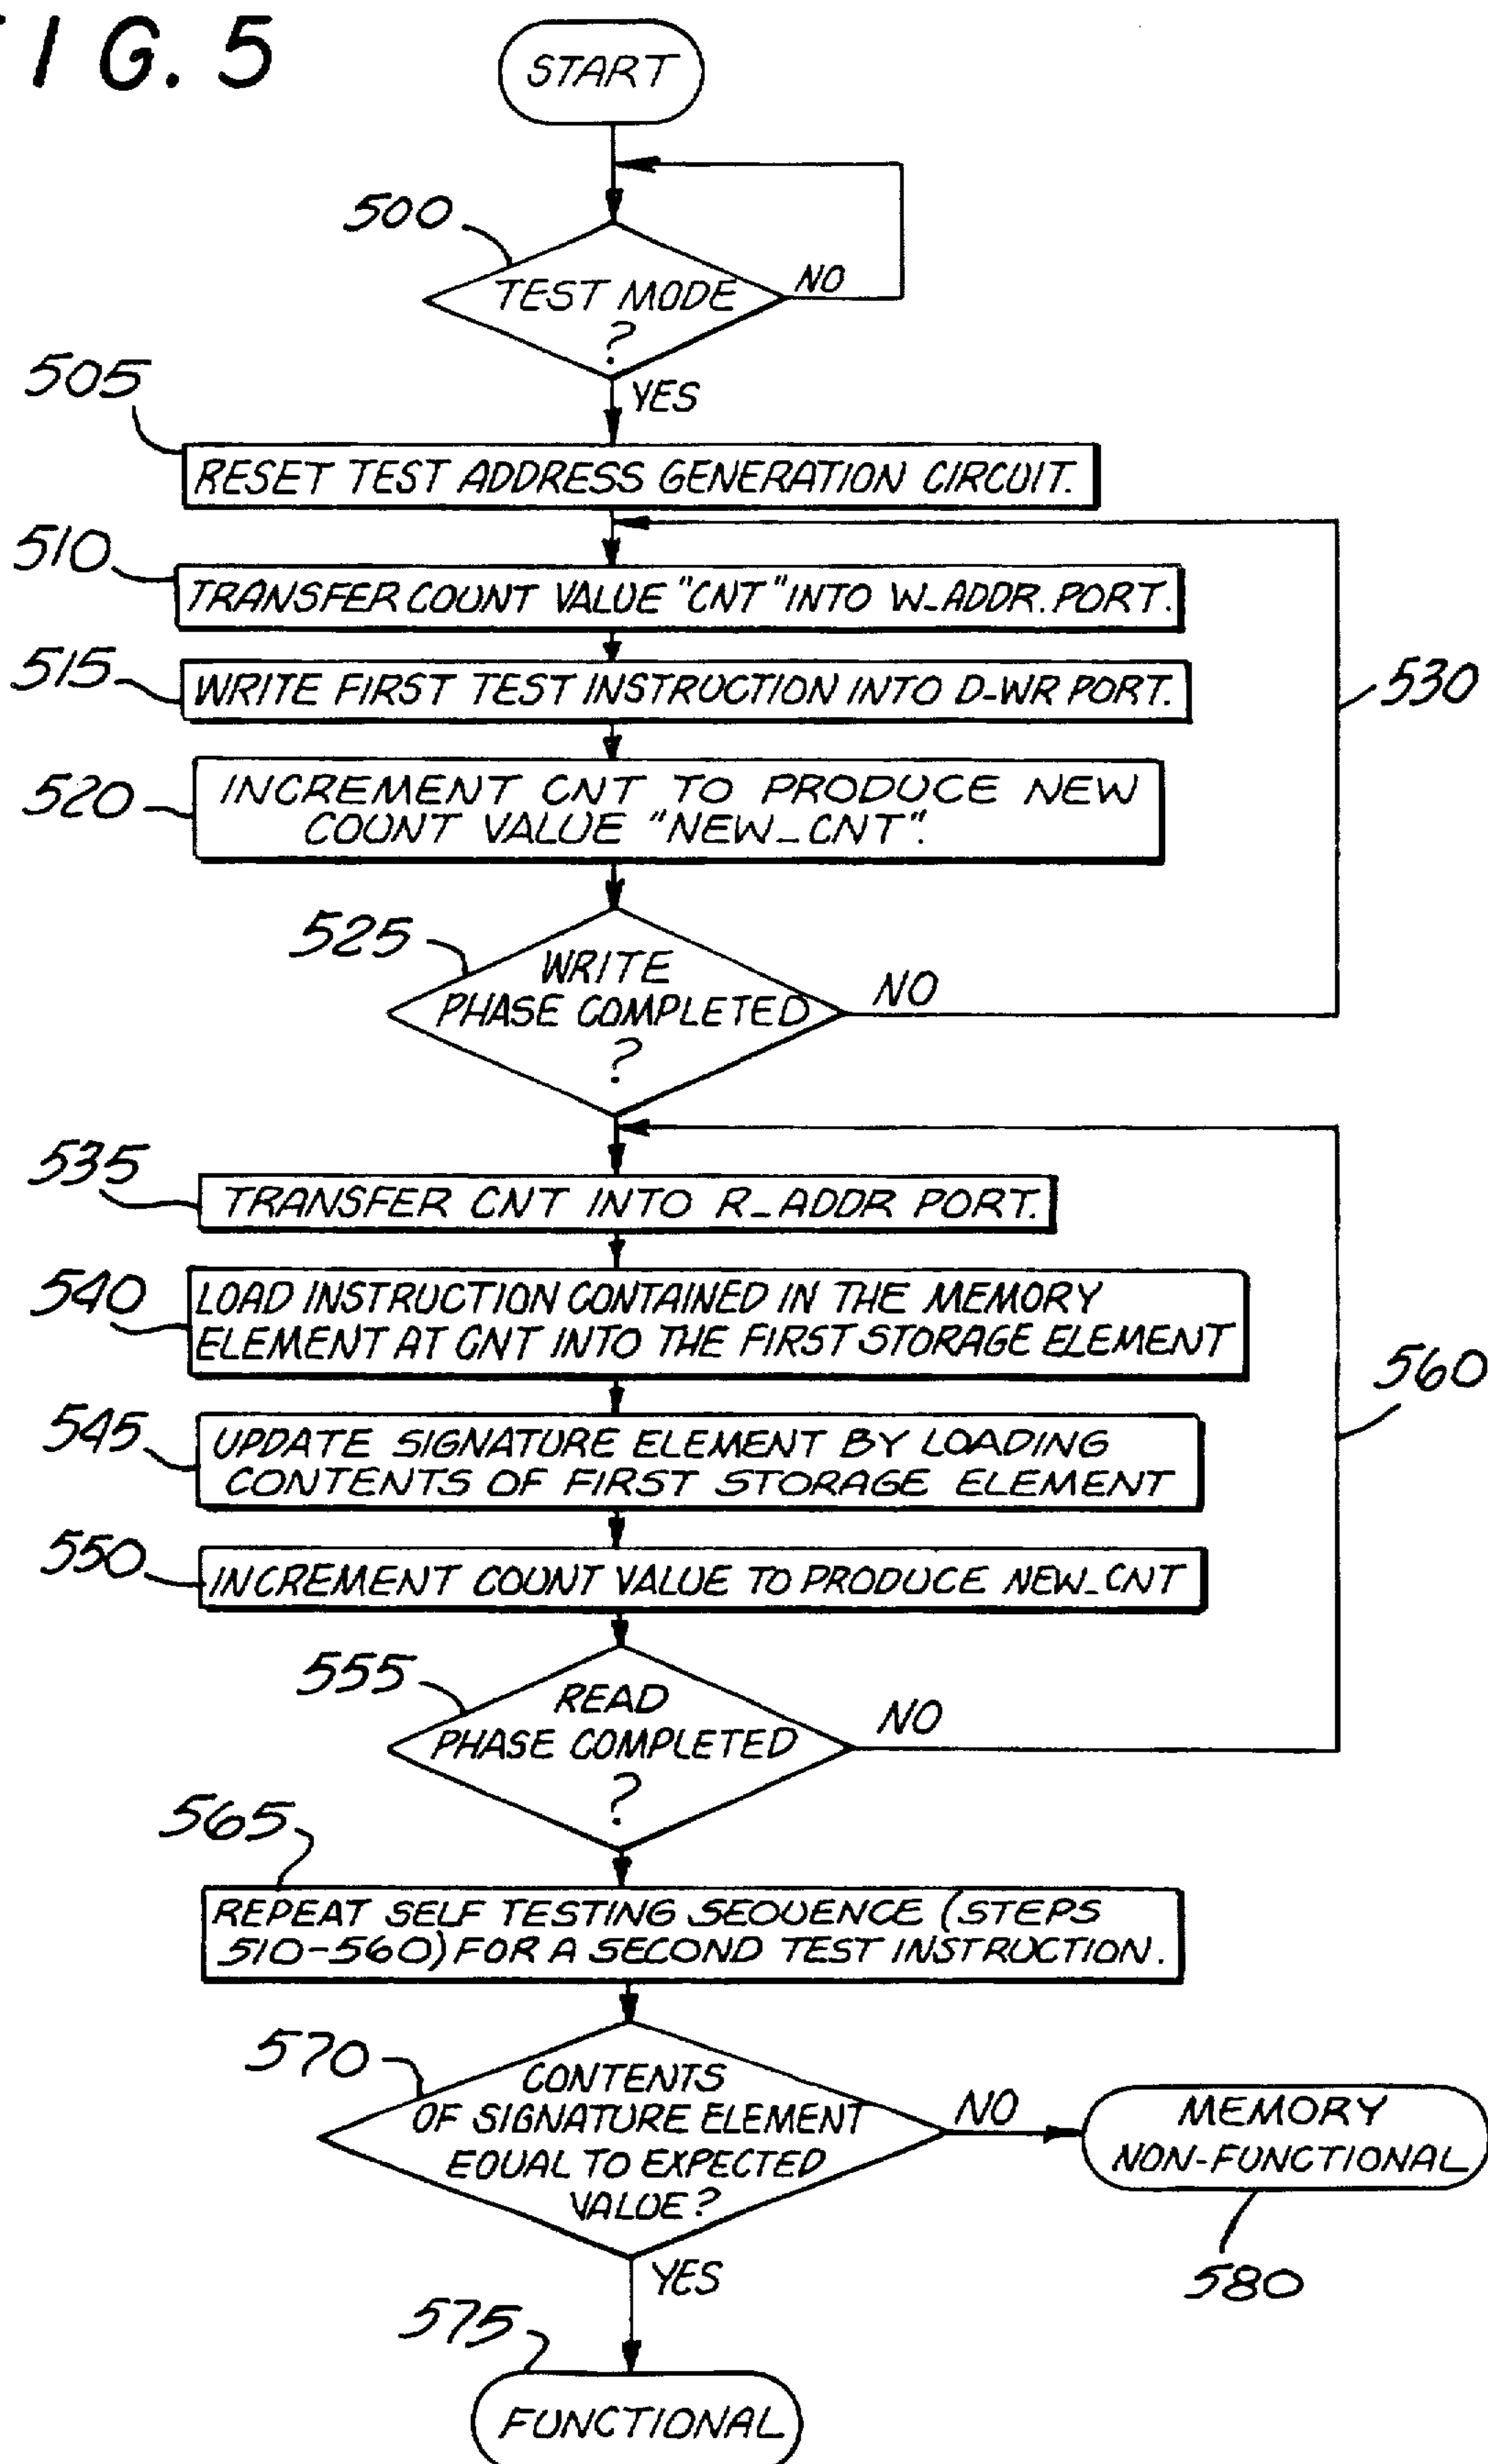 FIG. 5
START
500
TEST MODE
?
NO
YES
505
RESET TEST ADDRESS GENERATION CIRCUIT.
510
TRANSFER COUNT VALUE "CNT" INTO W_ADDR. PORT.
515
WRITE FIRST TEST INSTRUCTION INTO D-WR PORT.
530
520
INCREMENT CNT TO PRODUCE NEW
COUNT VALUE "NEW_CNT".
525
WRITE
PHASE COMPLETED
?
NO
535
TRANSFER CNT INTO R_ADDR PORT.
540
LOAD INSTRUCTION CONTAINED IN THE MEMORY
ELEMENT AT CNT INTO THE FIRST STORAGE ELEMENT
560
545
UPDATE SIGNATURE ELEMENT BY LOADING
CONTENTS OF FIRST STORAGE ELEMENT
550
INCREMENT COUNT VALUE TO PRODUCE NEW_CNT
555
READ
PHASE COMPLETED
?
NO
565
REPEAT SELF TESTING SEQUENCE (STEPS
510-560) FOR A SECOND TEST INSTRUCTION.
570
CONTENTS
OF SIGNATURE ELEMENT
EQUAL TO EXPECTED
VALUE?
NO
MEMORY
NON-FUNCTIONAL
580
YES
575
FUNCTIONAL